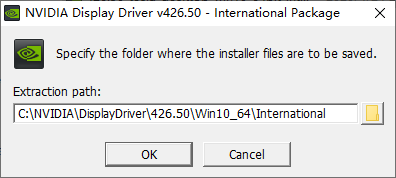 NVIDIA Display Driver v426.50 - International Package
Specify the folder where the installer files are to be saved.
Extraction path:
C:\NVIDIA\DisplayDriver\426.50\Win10_64\International
OK
Cancel